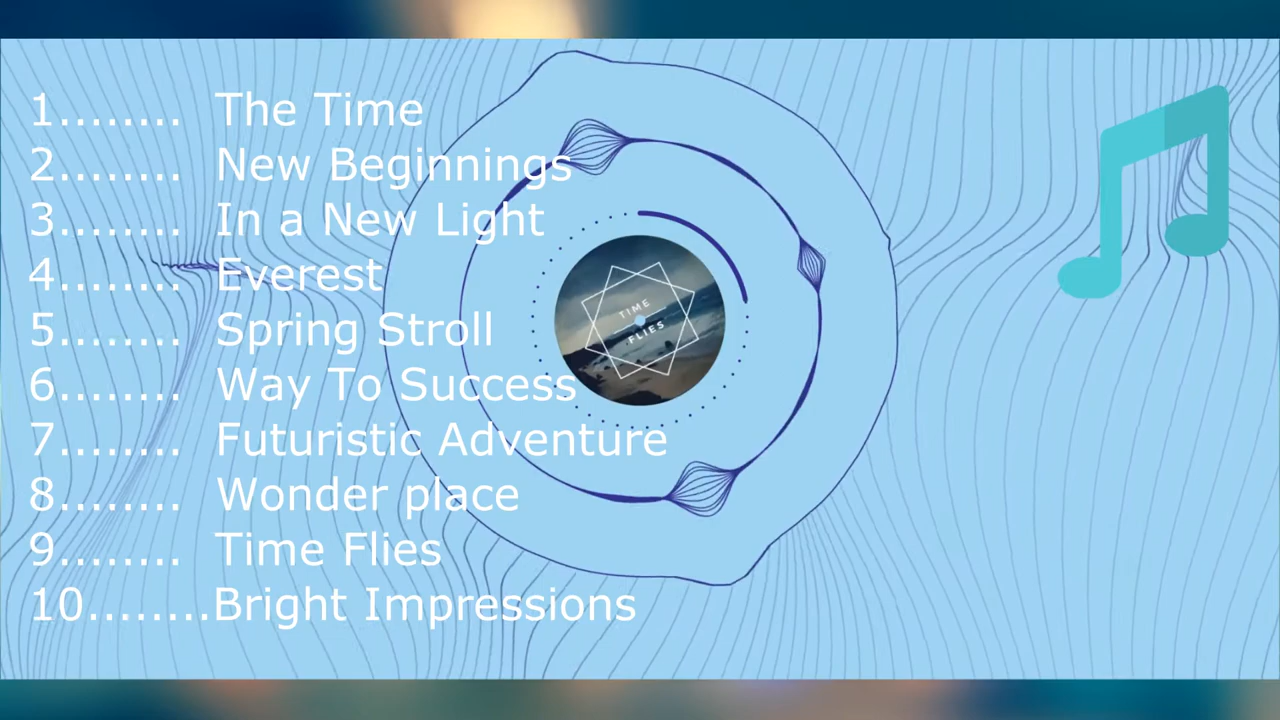 1........ The Time
2........ New Beginnings
3........ In a New Light
4........ Everest
5........ Spring Stroll
6........ Way To Success
7........ Futuristic Adventure
8........ Wonder place
9........ Time Flies
10........Bright Impressions
TIME
FLIES